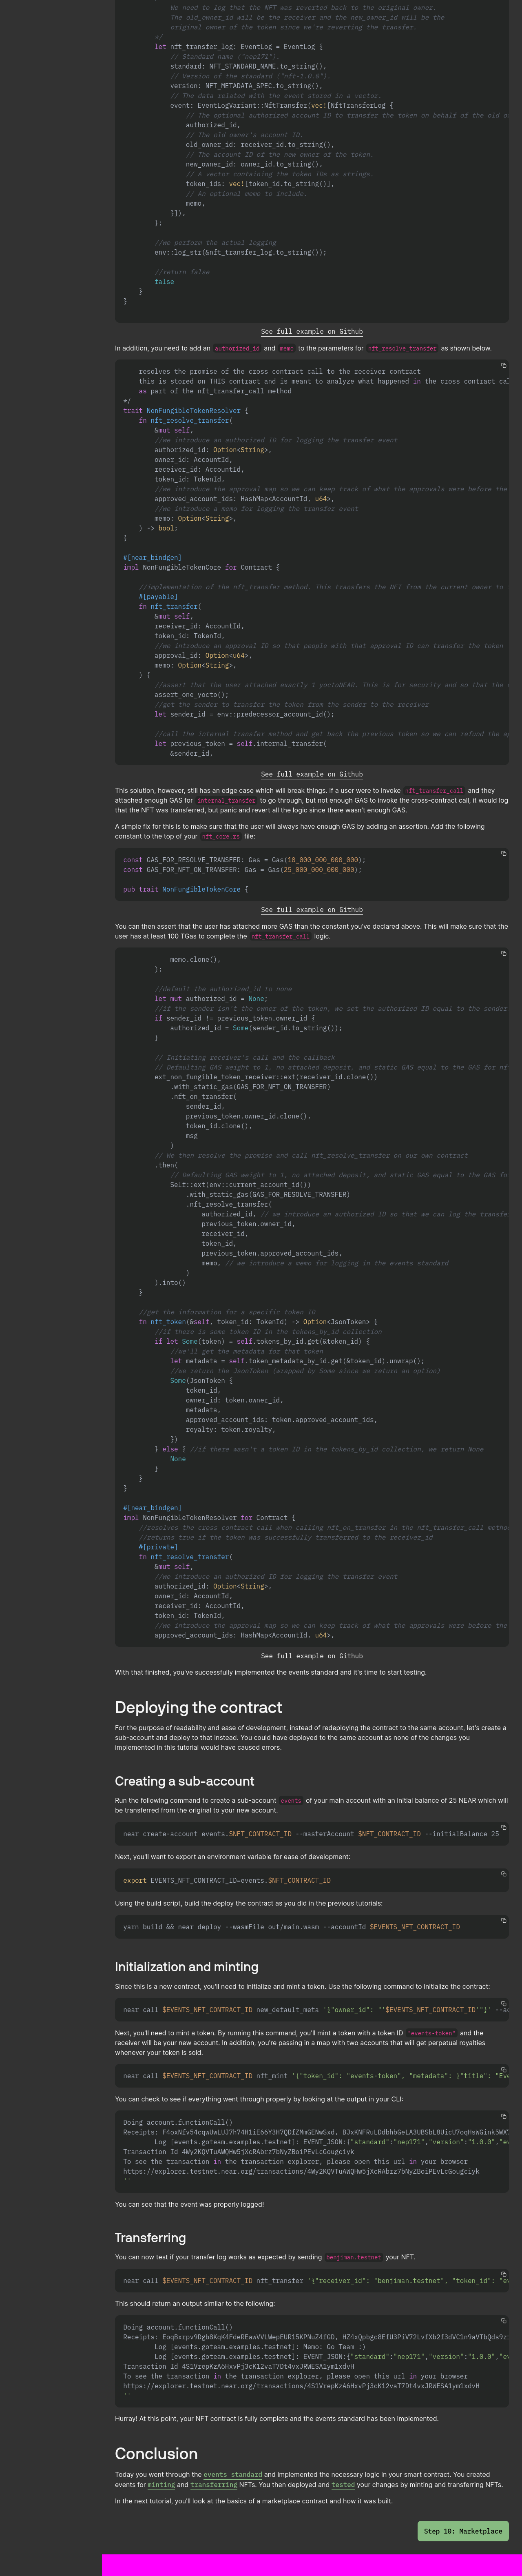 We need to log that the NFT was reverted back to the original owner.
The old_owner_id will be the receiver and the new_owner_id will be the
original owner of the token since we're reverting the transfer.
*/
let nft_transfer_log: EventLog = EventLog {
// Standard name ("nep171").
standard: NFT_STANDARD_NAME.to_string(),
// Version of the standard ("nft-1.0.0").
version: NFT_METADATA_SPEC.to_string(),
// The data related with the event stored in a vector.
event: EventLogVariant::NftTransfer(vec![NftTransferLog {
// The optional authorized account ID to transfer the token on behalf of the old
authorized_id,
// The old owner's account ID.
old_owner_id: receiver_id.to_string(),
// The account ID of the new owner of the token.
new_owner_id: owner_id.to_string(),
// A vector containing the token IDs as strings.
token_ids: vec![token_id.to_string()],
// An optional memo to include.
memo,
}]),
};
//we perform the actual logging
env::log_str(&nft_transfer_log.to_string());
//return false
false
}
}
See full example on Github
In addition, you need to add an authorized_id and memo to the parameters for nft_resolve_transfer as shown below.
resolves the promise of the cross contract call to the receiver contract
this is stored on THIS contract and is meant to analyze what happened in the cross contract
as part of the nft_transfer_call method
*/
trait NonFungibleTokenResolver {
fn nft_resolve_transfer(
&mut self,
//we introduce an authorized ID for logging the transfer event
authorized_id: Option<String>,
owner_id: AccountId,
receiver_id: AccountId,
token_id: TokenId,
//we introduce the approval map so we can keep track of what the approvals were before the
approved_account_ids: HashMap<AccountId, u64>,
//we introduce a memo for logging the transfer event
memo: Option<String>,
) -> bool;
}
#[near_bindgen]
impl NonFungibleTokenCore for Contract {
//implementation of the nft_transfer method. This transfers the NFT from the current owner to
#[payable]
fn nft_transfer(
&mut self,
receiver_id: AccountId,
token_id: TokenId,
//we introduce an approval ID so that people with that approval ID can transfer the token
approval_id: Option<u64>,
memo: Option<String>,
) {
//assert that the user attached exactly 1 yoctoNEAR. This is for security and so that the
assert_one_yocto();
//get the sender to transfer the token from the sender to the receiver
let sender_id = env::predecessor_account_id();
//call the internal transfer method and get back the previous token so we can refund the
let previous_token = self.internal_transfer(
&sender_id,
See full example on Github
This solution, however, still has an edge case which will break things. If a user were to invoke nft_transfer_call and they
attached enough GAS for internal_transfer to go through, but not enough GAS to invoke the cross-contract call, it would log
that the NFT was transferred, but panic and revert all the logic since there wasn't enough GAS.
A simple fix for this is to make sure that the user will always have enough GAS by adding an assertion. Add the following
constant to the top of your nft_core.rs file:
const GAS_FOR_RESOLVE_TRANSFER: Gas = Gas(10_000_000_000_000);
const GAS_FOR_NFT_ON_TRANSFER: Gas = Gas(25_000_000_000_000);
pub trait NonFungibleTokenCore {
See full example on Github
You can then assert that the user has attached more GAS than the constant you've declared above. This will make sure that the
user has at least 100 TGas to complete the nft_transfer_call logic.
memo.clone(),
);
//default the authorized_id to none
let mut authorized_id = None;
//if the sender isn't the owner of the token, we set the authorized ID equal to the sender
if sender_id != previous_token.owner_id {
authorized_id = Some(sender_id.to_string());
}
// Initiating receiver's call and the callback
// Defaulting GAS weight to 1, no attached deposit, and static GAS equal to the GAS for
ext_non_fungible_token_receiver::ext(receiver_id.clone())
.with_static_gas(GAS_FOR_NFT_ON_TRANSFER)
.nft_on_transfer(
sender_id,
previous_token.owner_id.clone(),
token_id.clone(),
msg
)
// We then resolve the promise and call nft_resolve_transfer on our own contract
.then(
// Defaulting GAS weight to 1, no attached deposit, and static GAS equal to the GAS
Self::ext(env::current_account_id())
.with_static_gas(GAS_FOR_RESOLVE_TRANSFER)
.nft_resolve_transfer(
authorized_id, // we introduce an authorized ID so that we can log the
previous_token.owner_id,
receiver_id,
token_id,
previous_token.approved_account_ids,
memo, // we introduce a memo for logging in the events standard
)
).into()
}
//get the information for a specific token ID
fn nft_token(&self, token_id: TokenId) -> Option<JsonToken> {
//if there is some token ID in the tokens_by_id collection
if let Some(token) = self.tokens_by_id.get(&token_id) {
//we'll get the metadata for that token
let metadata = self.token_metadata_by_id.get(&token_id).unwrap();
//we return the JsonToken (wrapped by Some since we return an option)
Some(JsonToken {
token_id,
owner_id: token.owner_id,
metadata,
approved_account_ids: token.approved_account_ids,
royalty: token.royalty,
})
} else { //if there wasn't a token ID in the tokens_by_id collection, we return None
None
}
}
}
#[near_bindgen]
impl NonFungibleTokenResolver for Contract {
//resolves the cross contract call when calling nft_on_transfer in the nft_transfer_call
//returns true if the token was successfully transferred to the receiver_id
#[private]
fn nft_resolve_transfer(
&mut self,
//we introduce an authorized ID for logging the transfer event
authorized_id: Option<String>,
owner_id: AccountId,
receiver_id: AccountId,
token_id: TokenId,
//we introduce the approval map so we can keep track of what the approvals were before the
approved_account_ids: HashMap<AccountId, u64>,
See full example on Github
With that finished, you've successfully implemented the events standard and it's time to start testing.
Deploying the contract
For the purpose of readability and ease of development, instead of redeploying the contract to the same account, let's create a
sub-account and deploy to that instead. You could have deployed to the same account as none of the changes you
implemented in this tutorial would have caused errors.
Creating a sub-account
Run the following command to create a sub-account events of your main account with an initial balance of 25 NEAR which will
be transferred from the original to your new account.
near create-account events.$NFT_CONTRACT_ID --masterAccount $NFT_CONTRACT_ID --initialBalance 25
Next, you'll want to export an environment variable for ease of development:
export EVENTS_NFT_CONTRACT_ID=events.$NFT_CONTRACT_ID
Using the build script, build the deploy the contract as you did in the previous tutorials:
yarn build && near deploy --wasmFile out/main.wasm --accountId $EVENTS_NFT_CONTRACT_ID
Initialization and minting
Since this is a new contract, you'll need to initialize and mint a token. Use the following command to initialize the contract:
near call $EVENTS_NFT_CONTRACT_ID new_default_meta '{"owner_id": "'$EVENTS_NFT_CONTRACT_ID'"}'
Next, you'll need to mint a token. By running this command, you'll mint a token with a token ID "events-token" and the
receiver will be your new account. In addition, you're passing in a map with two accounts that will get perpetual royalties
whenever your token is sold.
near call $EVENTS_NFT_CONTRACT_ID nft_mint '{"token_id": "events-token", "metadata": {"title":
You can check to see if everything went through properly by looking at the output in your CLI:
Doing account.functionCall()
Receipts:
Log [events.goteam.examples.testnet]: EVENT_JSON:{"standard":"nep171","version":"1.0.0",
Transaction Id 4Wy2KQVTuAWQHw5jXcRAbrz7bNyZBoiPEvLcGougciyk
To see the transaction in the transaction explorer, please open this url in your browser
https://explorer.testnet.near.org/transactions/4Wy2KQVTuAWQHw5jXcRAbrz7bNyZBoiPEvLcGougciyk
''
You can see that the event was properly logged!
Transferring
You can now test if your transfer log works as expected by sending benjiman.testnet your NFT.
near call $EVENTS_NFT_CONTRACT_ID nft_transfer '{"receiver_id": "benjiman.testnet", "token_id":
This should return an output similar to the following:
Doing account.functionCall()
Receipts:
Log [events.goteam.examples.testnet]: Memo: Go Team :)
Log [events.goteam.examples.testnet]: EVENT_JSON:{"standard":"nep171","version":"1.0.0",
Transaction Id 4S1VrepKzA6HxvPj3cK12vaT7Dt4vxJRWESA1ym1xdvH
To see the transaction in the transaction explorer, please open this url in your browser
https://explorer.testnet.near.org/transactions/4S1VrepKzA6HxvPj3cK12vaT7Dt4vxJRWESA1ym1xdvH
''
Hurray! At this point, your NFT contract is fully complete and the events standard has been implemented.
Conclusion
Today you went through the events standard and implemented the necessary logic in your smart contract. You created
events for minting and transferring NFTs. You then deployed and tested your changes by minting and transferring NFTs.
In the next tutorial, you'll look at the basics of a marketplace contract and how it was built.
Step 10: Marketplace